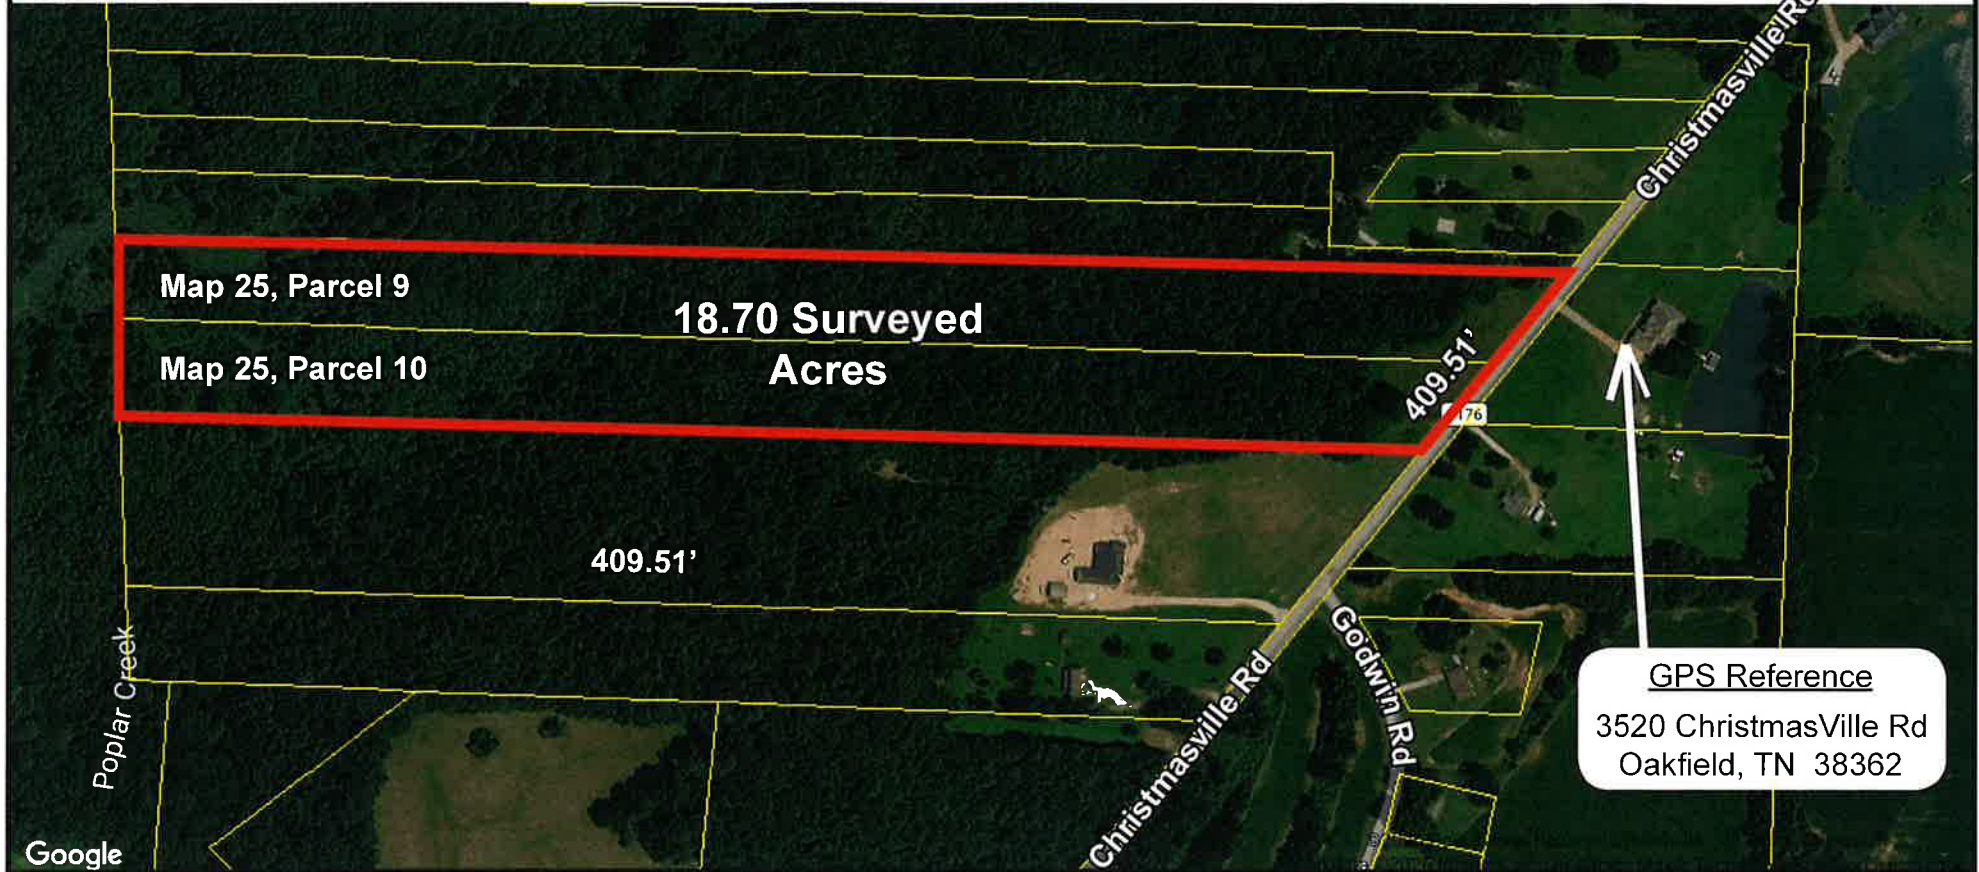 Christmasville Rd
Map 25, Parcel 9
18.70 Surveyed
Acres
Map 25, Parcel 10
409.51’
176
409.51’
Poplar Creek
Godwin Rd
Christmasville Rd
GPS Reference
3520 ChristmasVille Rd
Oakfield, TN 38362
Google